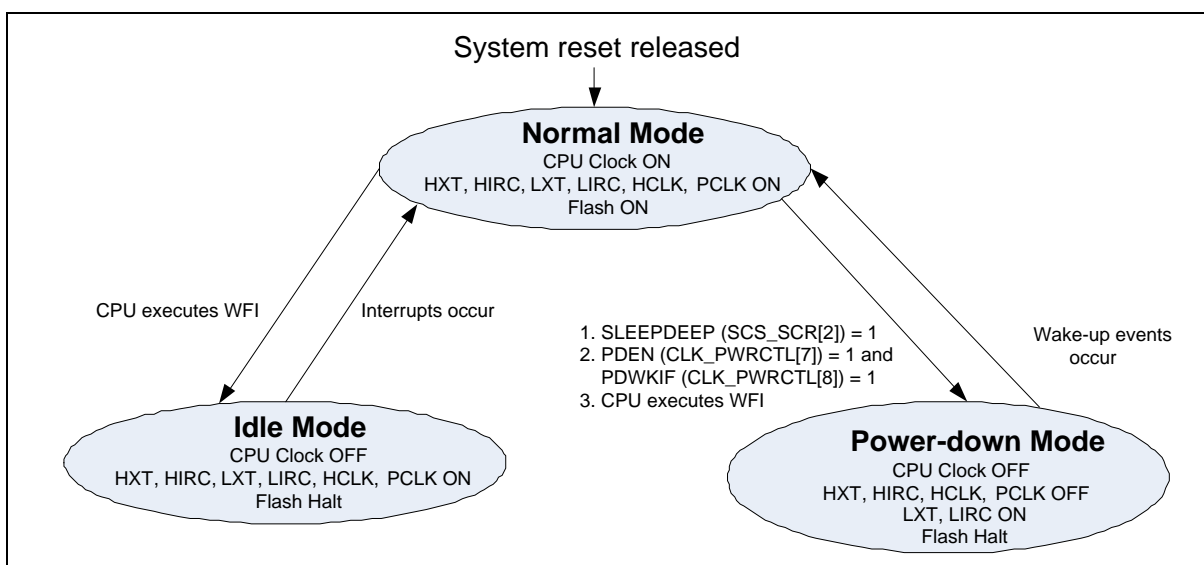 System reset released
Normal Mode
CPU Clock ON
HXT, HIRC, LXT, LIRC, HCLK, PCLK ON
Flash ON
CPU executes WFI
Interrupts occur
1. SLEEPDEEP (SCS_SCR[2]) = 1
2. PDEN (CLK_PWRCTL[7]) = 1 and
PDWKIF (CLK_PWRCTL[8]) = 1
3. CPU executes WFI
Wake-up events
occur
Idle Mode
CPU Clock OFF
HXT, HIRC, LXT, LIRC, HCLK, PCLK ON
Flash Halt
Power-down Mode
CPU Clock OFF
HXT, HIRC, HCLK, PCLK OFF
LXT, LIRC ON
Flash Halt